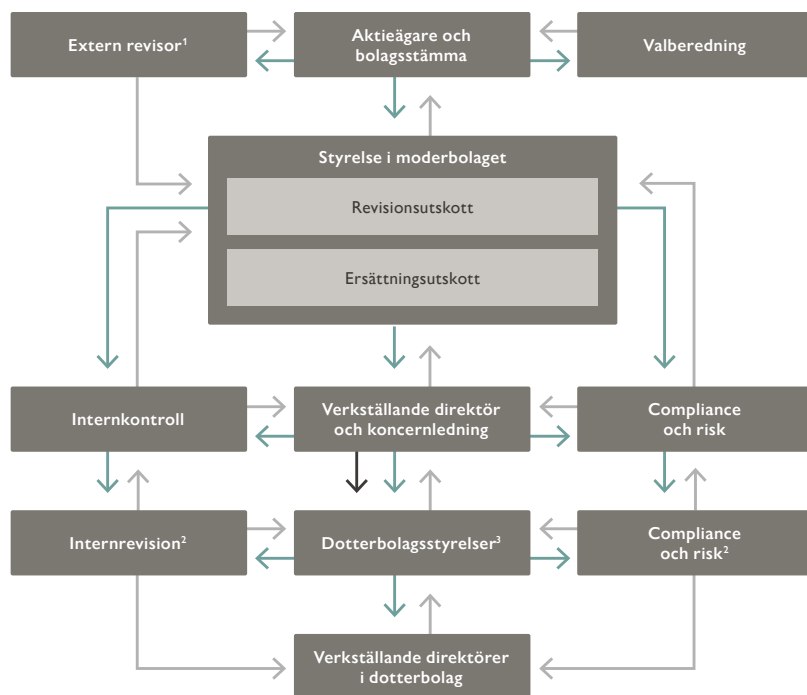 Extern revisor¹
Aktieägare och
bolagsstämma
Valberedning
Styrelse i moderbolaget
Revisionsutskott
Ersättningsutskott
Internkontroll
Verkställande direktör
och koncernledning
Compliance
och risk
Internrevision²
Dotterbolagsstyrelser³
Compliance
och risk²
Verkställande direktörer
i dotterbolag